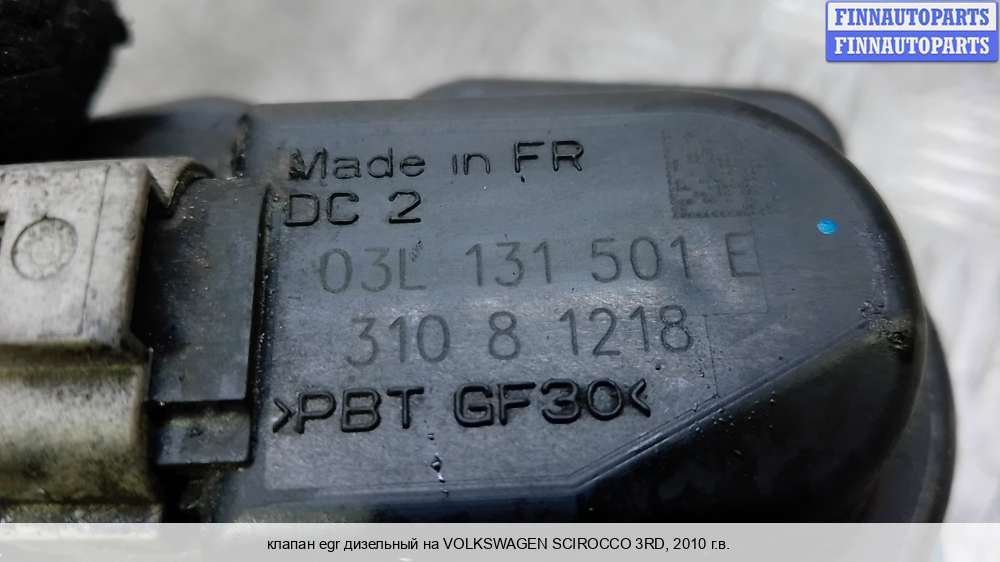 FINNAUTOPARTS
FINNAUTOPARTS
Made in FR
DC 2
03L 131 501 E
310 8 1218
>PBT GF30<
клапан egr дизельный на VOLKSWAGEN SCIROCCO 3RD, 2010 г.в.